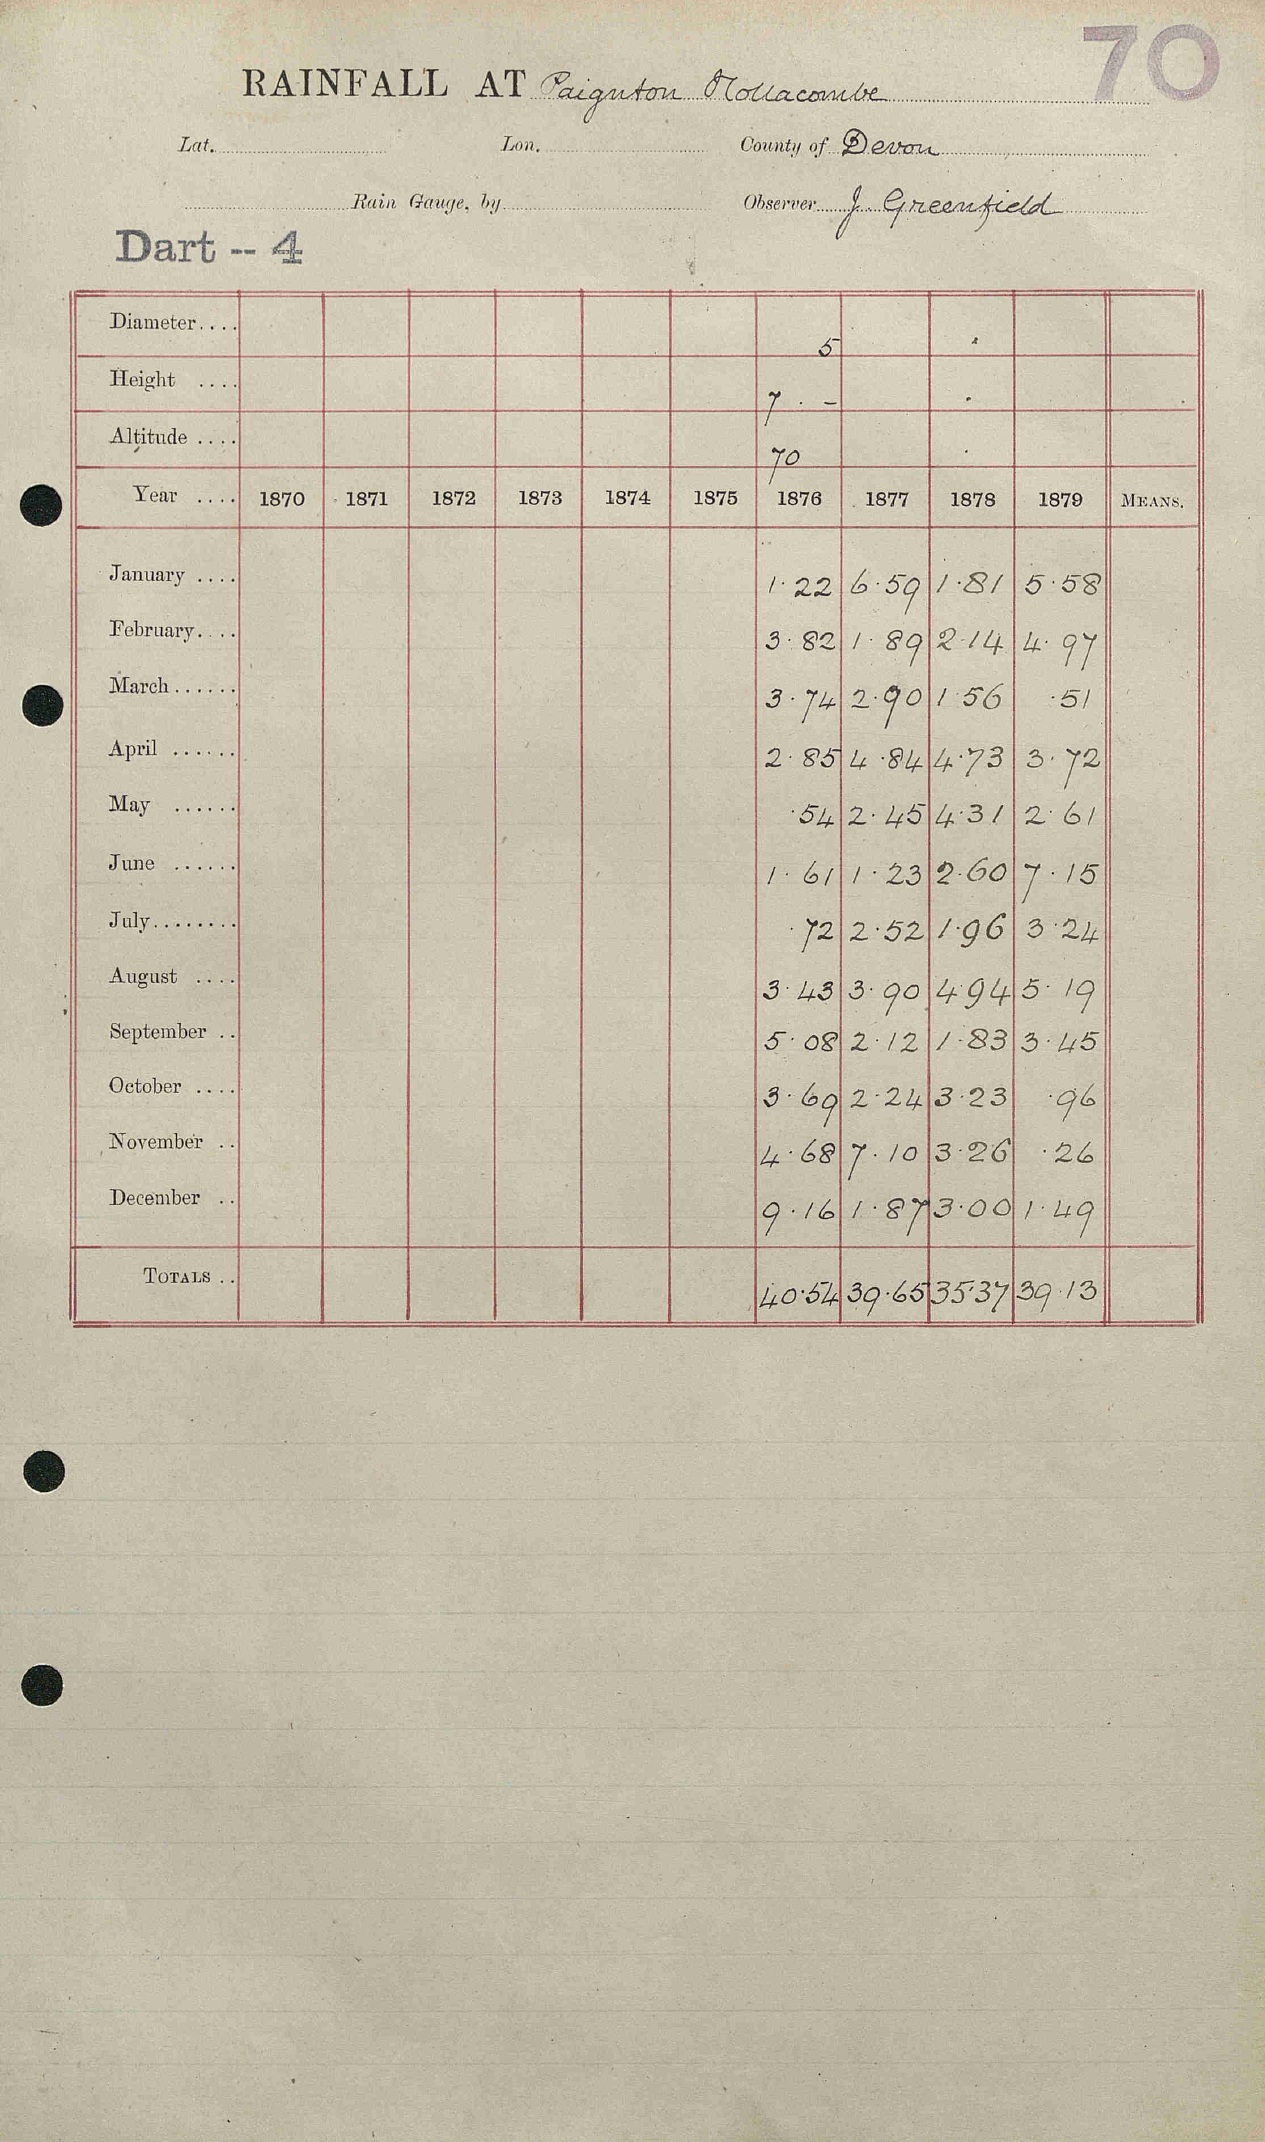 70
RAINFALL AT Paignton Hollacombe
Lat. Lon. County of Devon
Rain Gauge, by Observer J. Greenfield
Dart -- 4
Diameter.... 5
Height .... 7 · -
Altitude .... 70
Year .... 1870 1871 1872 1873 1874 1875 1876 1877 1878 1879 MEANS.
January .... 1·22 6·59 1·81 5·58
February.... 3·82 1·89 2·14 4·97
March...... 3·74 2·90 1·56 ·51
April ...... 2·85 4·84 4·73 3·72
May ...... ·54 2·45 4·31 2·61
June ...... 1·61 1·23 2·60 7·15
July........ ·72 2·52 1·96 3·24
August .... 3·43 3·90 4·94 5·19
September .. 5·08 2·12 1·83 3·45
October .... 3·69 2·24 3·23 ·96
November .. 4·68 7·10 3·26 ·26
December .. 9·16 1·87 3·00 1·49
TOTALS .. 40·54 39·65 35·37 39·13